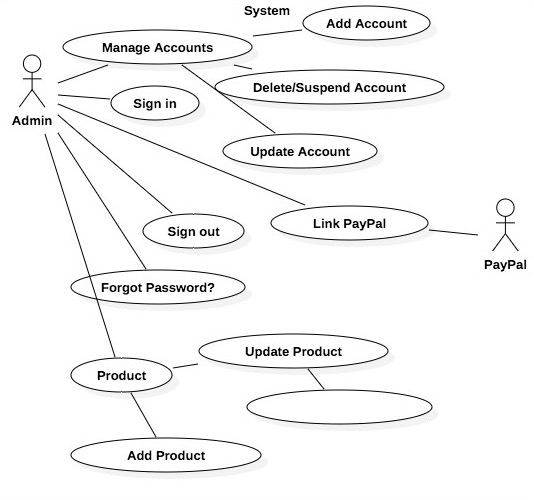 System
Add Account
Manage Accounts
Delete/Suspend Account
Sign in
Admin
Update Account
Link PayPal
Sign out
PayPal
Forgot Password?
Update Product
Product
Add Product